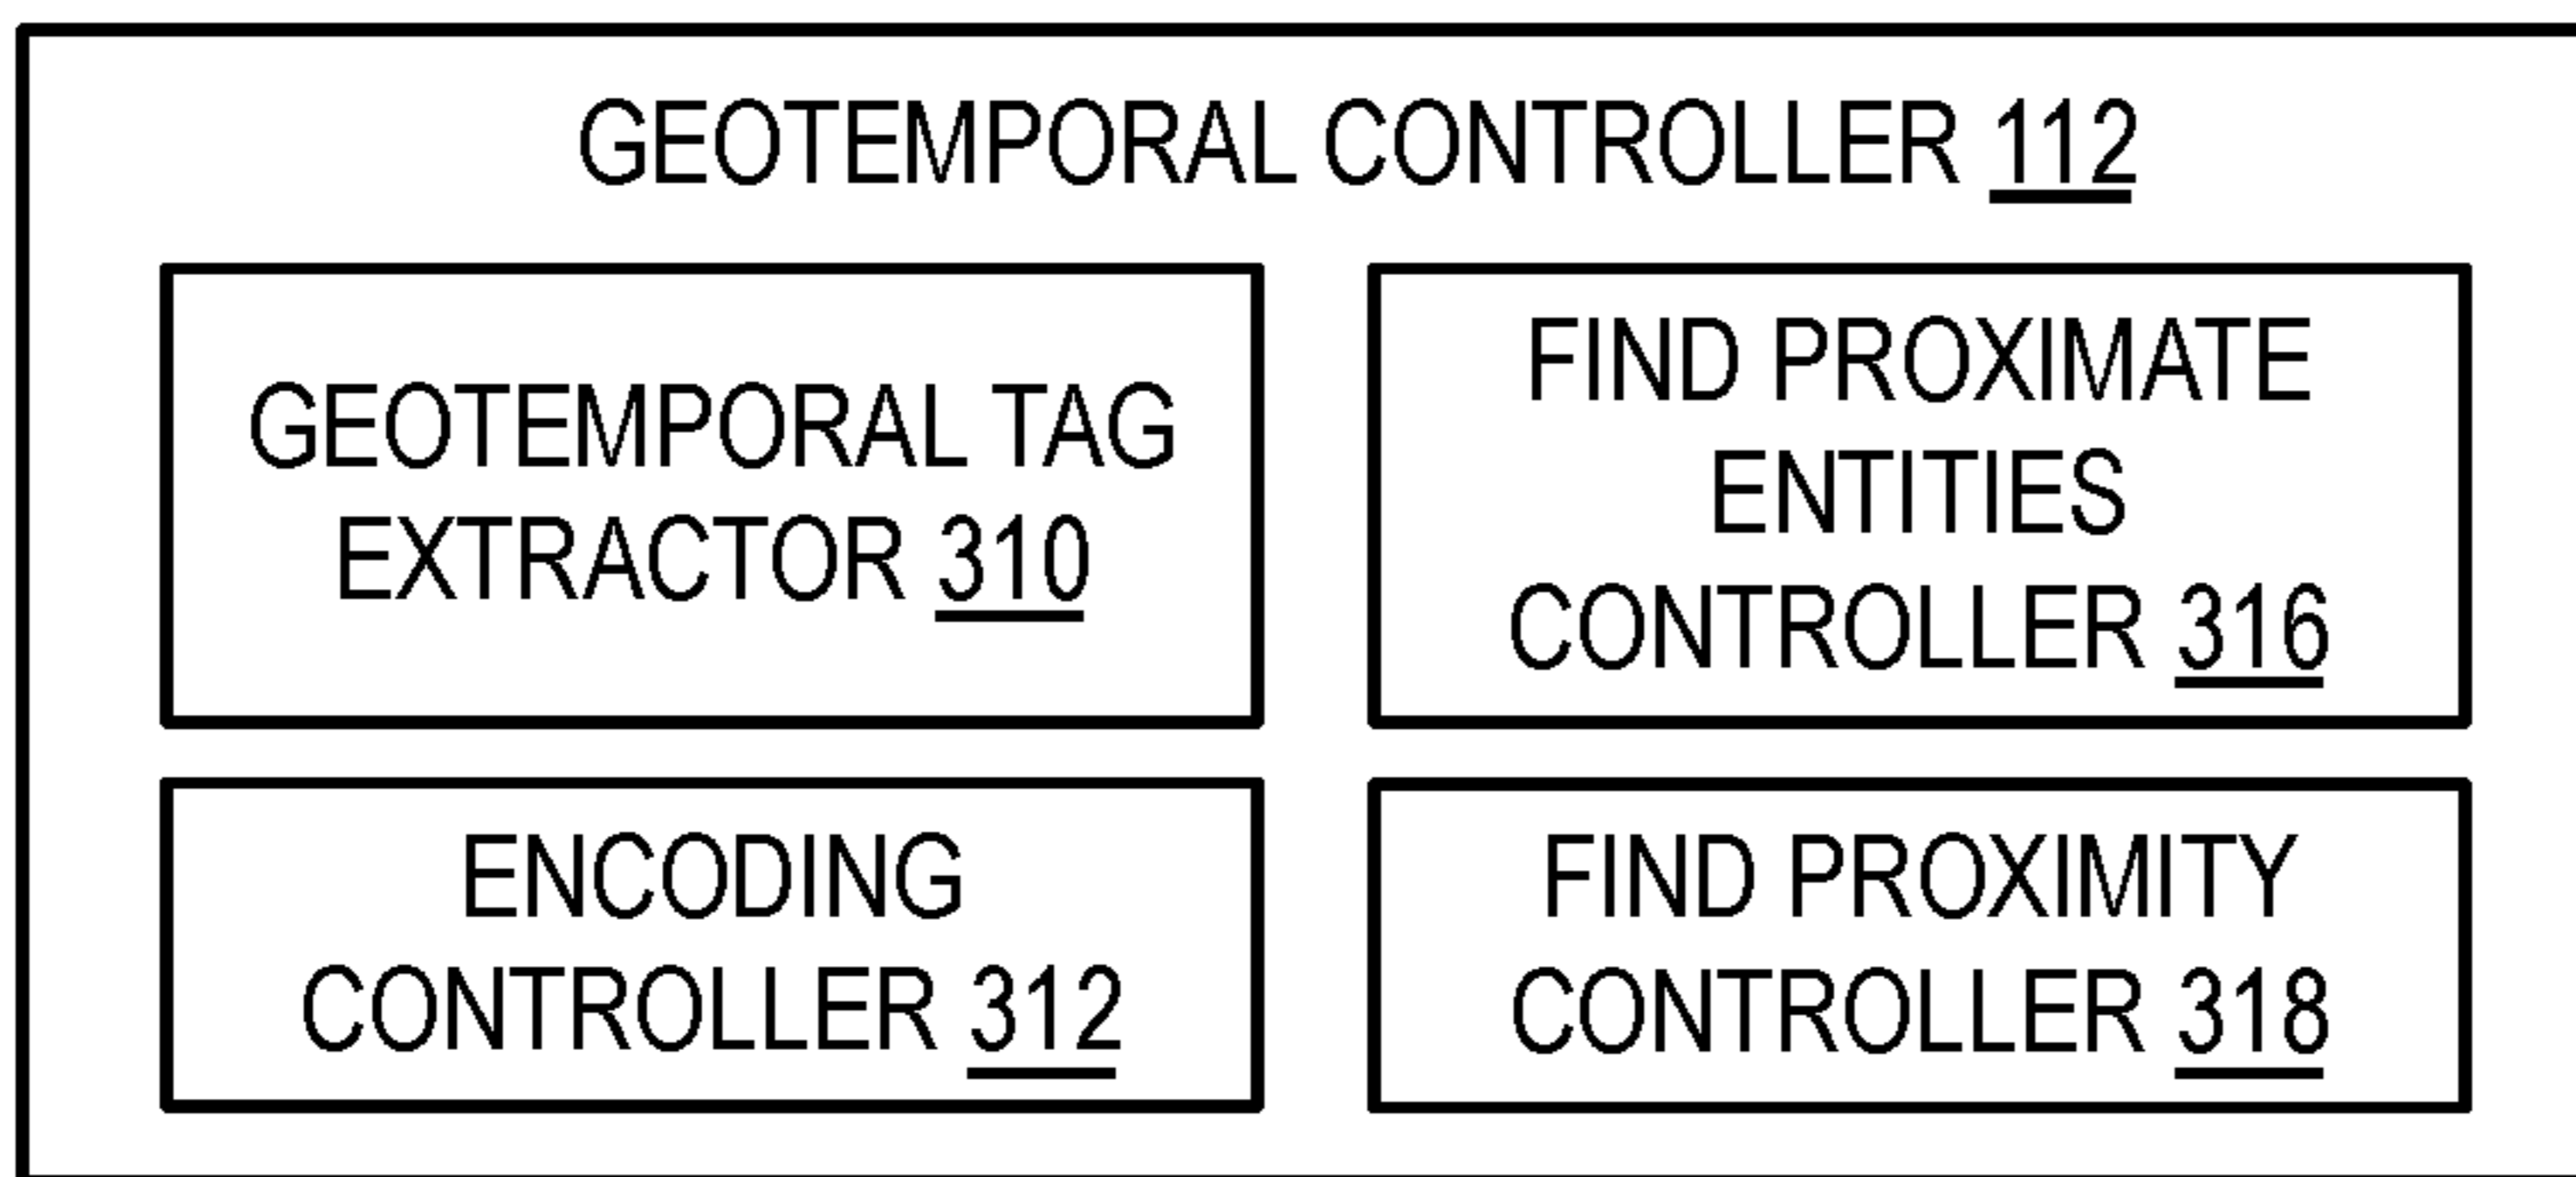 GEOTEMPORAL CONTROLLER 112
GEOTEMPORAL TAG
EXTRACTOR 310
FIND PROXIMATE
ENTITIES
CONTROLLER 316
ENCODING
CONTROLLER 312
FIND PROXIMITY
CONTROLLER 318